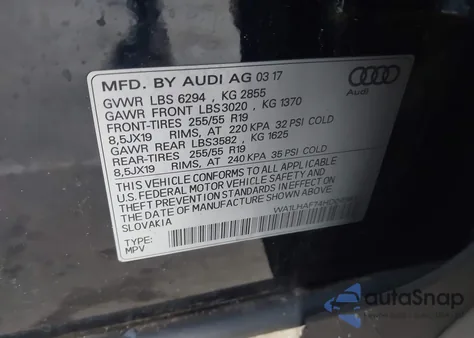 MFD. BY AUDI AG 03 17
GVWR LBS 6294 , KG 2855
GAWR FRONT LBS3020 , KG 1370
FRONT-TIRES 255/55 R19
8,5JX19 RIMS, AT 220 KPA 32 PSI COLD
GAWR REAR LBS3582 , KG 1625
REAR-TIRES 255/55 R19
8,5JX19 RIMS, AT 240 KPA 35 PSI COLD
THIS VEHICLE CONFORMS TO ALL APPLICABLE
U.S. FEDERAL MOTOR VEHICLE SAFETY AND
THEFT PREVENTION STANDARDS IN EFFECT ON
THE DATE OF MANUFACTURE SHOWN ABOVE.
SLOVAKIA
TYPE:
MPV
Audi
autoSnap